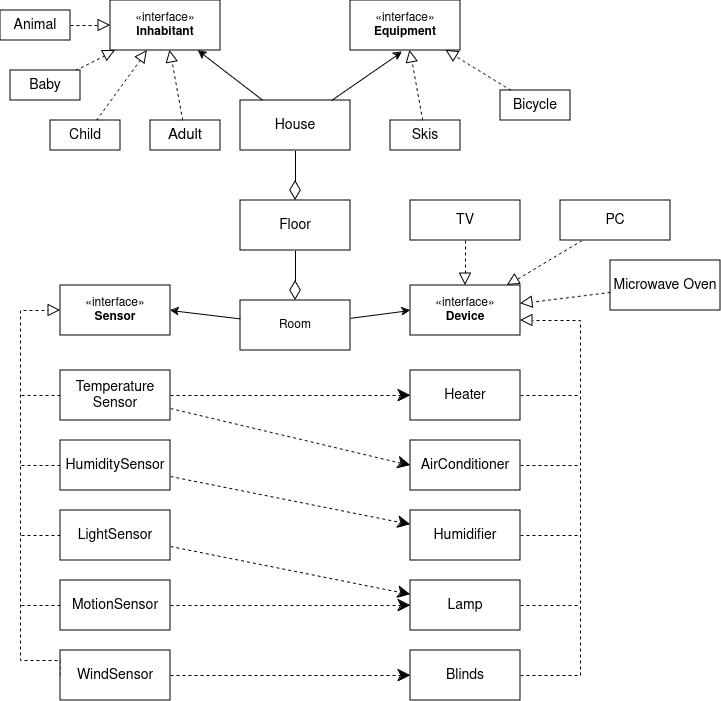 «interface»
Inhabitant
«interface»
Equipment
Animal
Baby
Bicycle
Child
Adult
House
Skis
Floor
TV
PC
Microwave Oven
«interface»
Sensor
Room
«interface»
Device
Temperature
Sensor
Heater
HumiditySensor
AirConditioner
LightSensor
Humidifier
MotionSensor
Lamp
WindSensor
Blinds